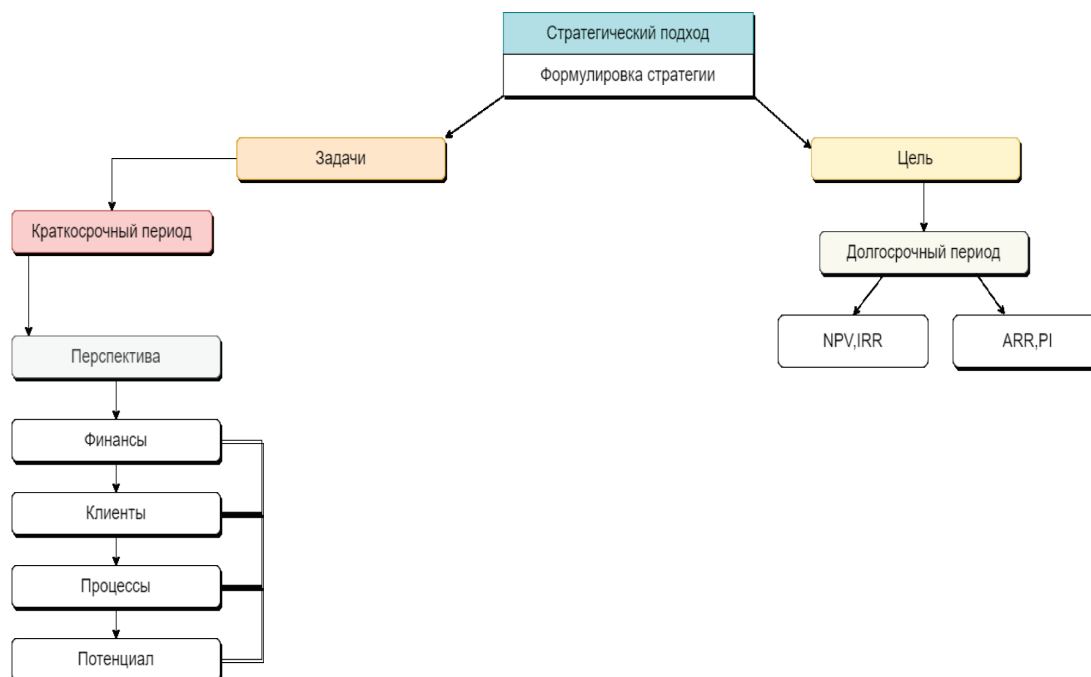 Стратегический подход
Формулировка стратегии
Задачи
Цель
Краткосрочный период
Долгосрочный период
NPV,IRR
ARR,PI
Перспектива
Финансы
Клиенты
Процессы
Потенциал